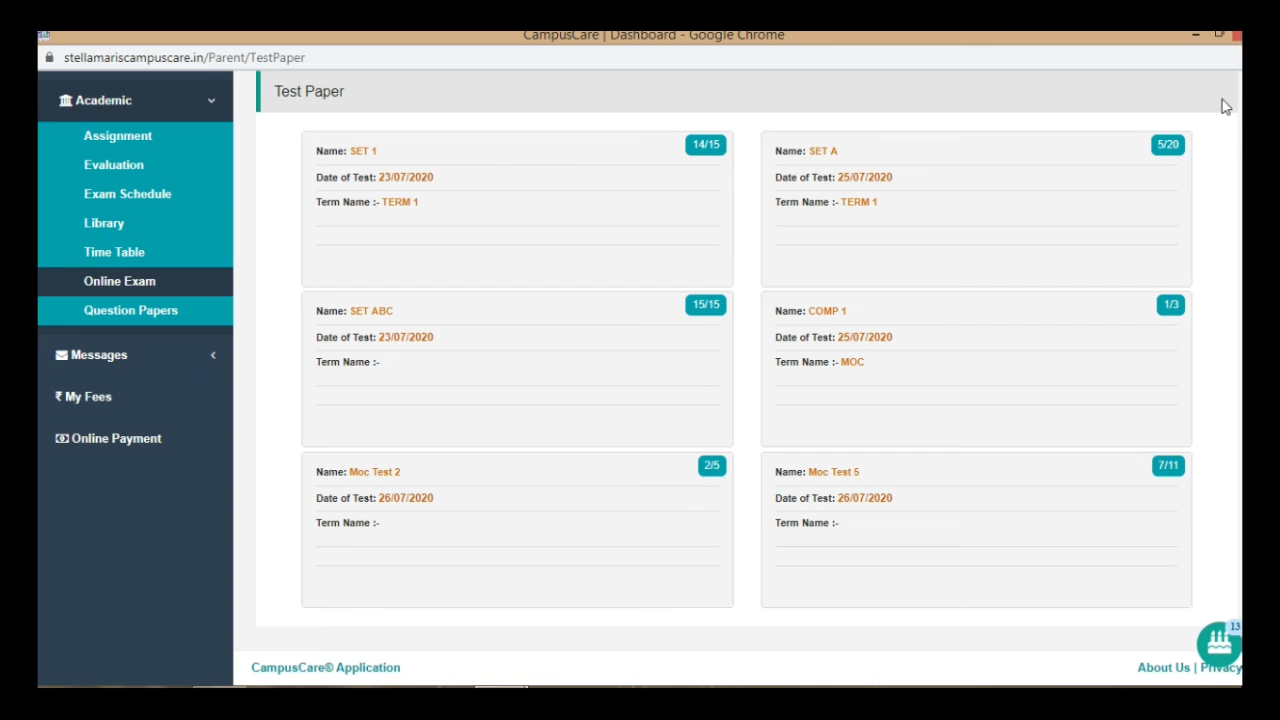 CampusCare | Dashboard - Google Chrome
stellamariscampuscare.in/Parent/TestPaper
Academic
Assignment
Evaluation
Exam Schedule
Library
Time Table
Online Exam
Question Papers
Messages
₹ My Fees
Online Payment
Test Paper
Name: SET 1
14/15
Date of Test: 23/07/2020
Term Name :- TERM 1
Name: SET A
5/20
Date of Test: 25/07/2020
Term Name :- TERM 1
Name: SET ABC
15/15
Date of Test: 23/07/2020
Term Name :-
Name: COMP 1
1/3
Date of Test: 25/07/2020
Term Name :- MOC
Name: Moc Test 2
2/5
Date of Test: 26/07/2020
Term Name :-
Name: Moc Test 5
7/11
Date of Test: 26/07/2020
Term Name :-
13
CampusCare® Application
About Us | Privacy